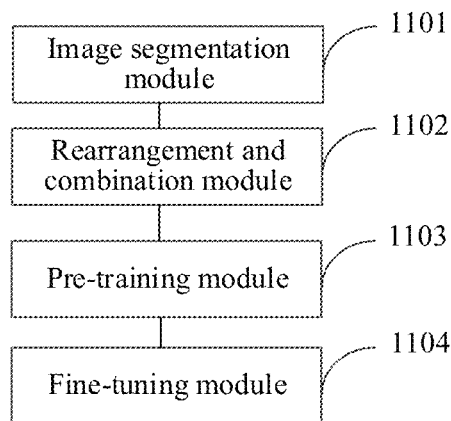 1101
Image segmentation
module
1102
Rearrangement and
combination module
1103
Pre-training module
1104
Fine-tuning module